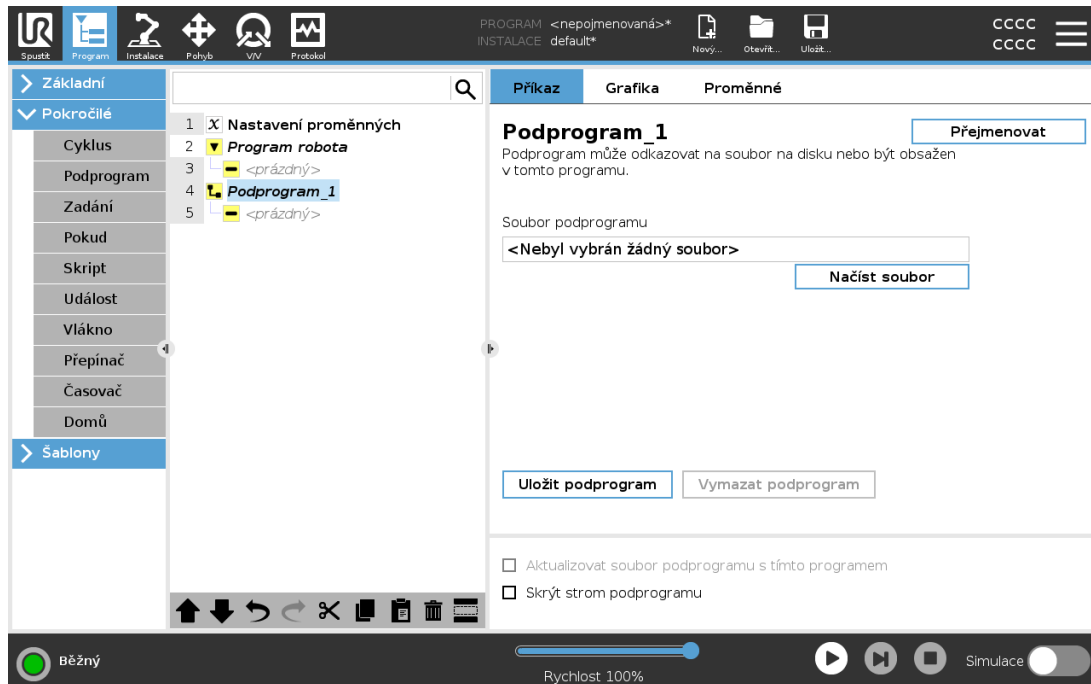 PROGRAM <nepojmenovaná>*
INSTALACE default*
Spustit
Program
Instalace
Pohyb
V/V
Protokol
Nový...
Otevřít...
Uložit...
CCCC
CCCC
Základní
Pokročilé
Cyklus
Podprogram
Zadání
Pokud
Skript
Událost
Vlákno
Přepínač
Časovač
Domů
Šablony
1 X Nastavení proměnných
2 Program robota
3 <prázdný>
4 Podprogram_1
5 <prázdný>
Příkaz Grafika Proměnné
Podprogram_1
Přejmenovat
Podprogram může odkazovat na soubor na disku nebo být obsažen
v tomto programu.
Soubor podprogramu
<Nebyl vybrán žádný soubor>
Načíst soubor
Uložit podprogram
Vymazat podprogram
Aktualizovat soubor podprogramu s tímto programem
Skrýt strom podprogramu
Běžný
Rychlost 100%
Simulace